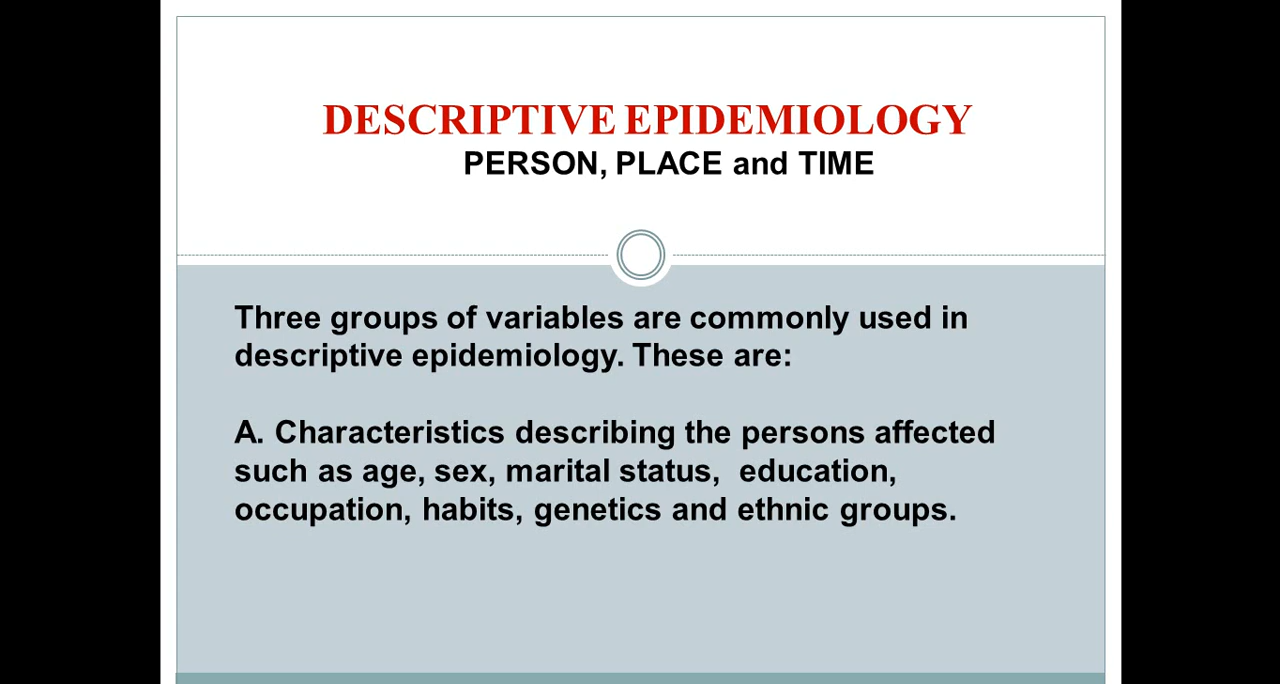 DESCRIPTIVE EPIDEMIOLOGY
PERSON, PLACE and TIME
Three groups of variables are commonly used in
descriptive epidemiology. These are:
A. Characteristics describing the persons affected
such as age, sex, marital status,  education,
occupation, habits, genetics and ethnic groups.